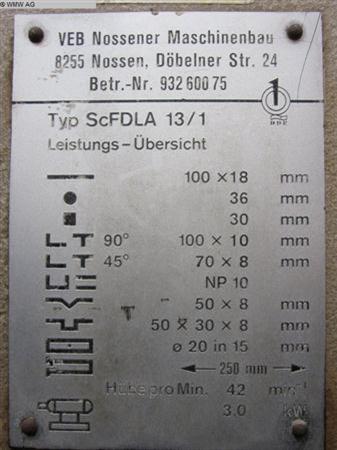 © WMW AG
VEB Nossener Maschinenbau
8255 Nossen, Döbelner Str. 24
Betr.-Nr. 932 600 75
1
DDR
Typ ScFDLA 13/1
Leistungs-Übersicht
100 × 18 mm
36 mm
30 mm
L T 90° 100 × 10 mm
L T 45° 70 × 8 mm
NP 10
50 × 8 mm
T 50 × 30 × 8 mm
ø 20 in 15 mm
250 mm
Hübe pro Min. 42 min⁻¹
3,0 kW